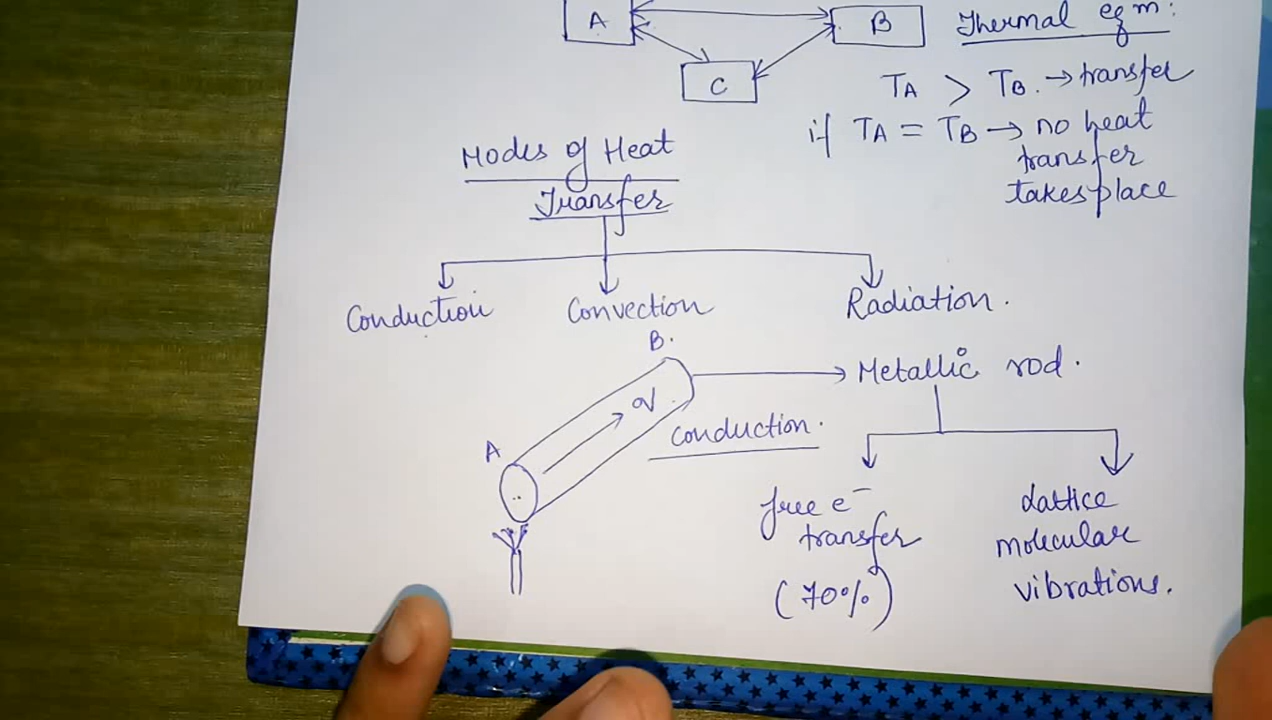 A
B
C
Thermal eqm:
TA > TB. → transfer
if TA = TB → no heat
transfer
takes place
Modes of Heat
Transfer
Conduction
Convection
Radiation.
B.
A
Metallic rod.
Conduction.
free e⁻
transfer
(70%)
Lattice
molecular
vibrations.